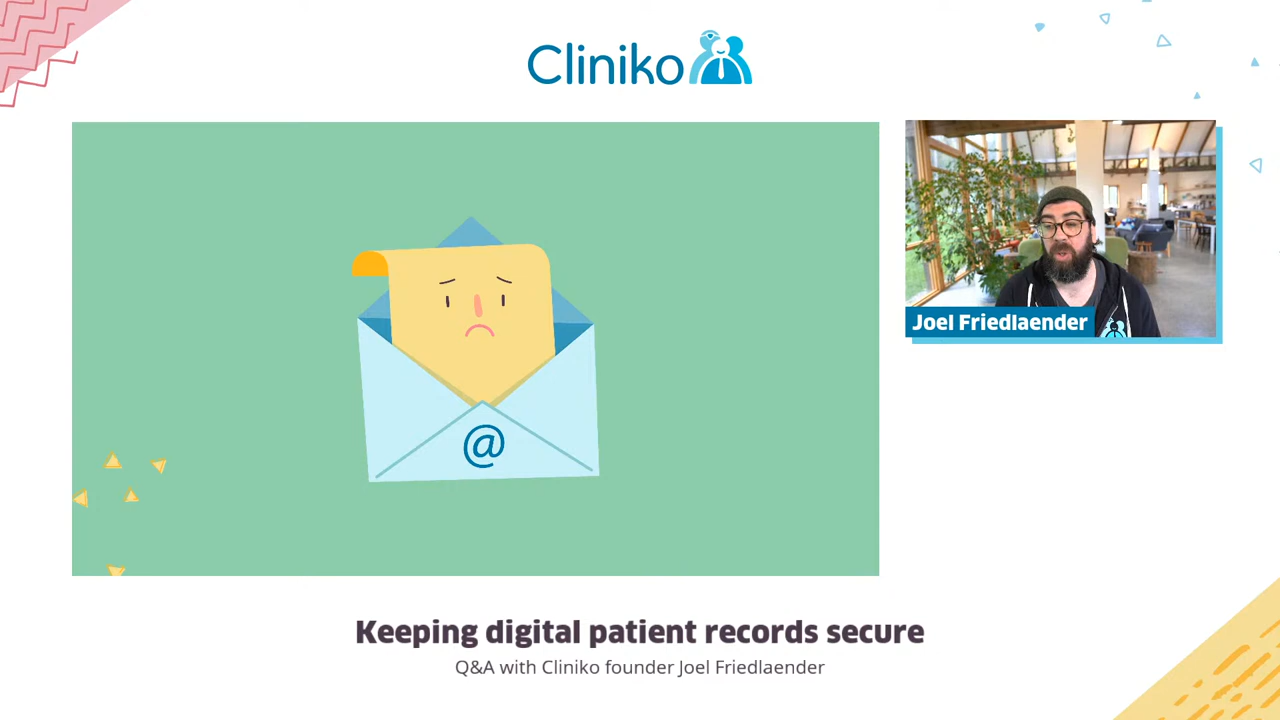 Cliniko
@
Joel Friedlaender
Keeping digital patient records secure
Q&A with Cliniko founder Joel Friedlaender